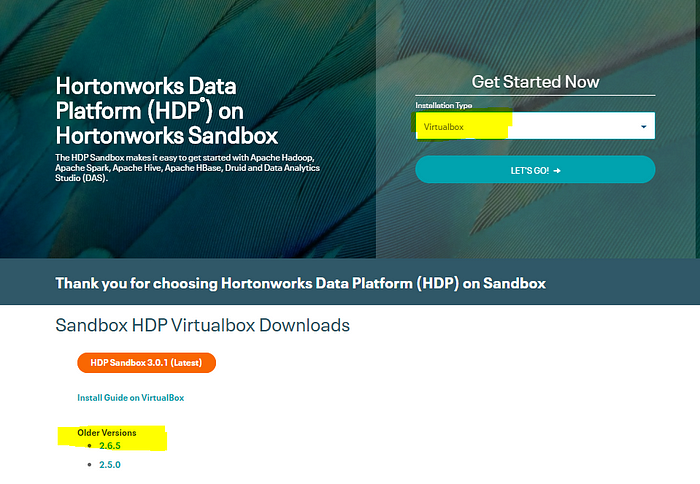 Hortonworks Data
Platform (HDP®) on
Hortonworks Sandbox
The HDP Sandbox makes it easy to get started with Apache Hadoop,
Apache Spark, Apache Hive, Apache HBase, Druid and Data Analytics
Studio (DAS).
Get Started Now
Installation Type
Virtualbox
LET'S GO! →
Thank you for choosing Hortonworks Data Platform (HDP) on Sandbox
Sandbox HDP Virtualbox Downloads
HDP Sandbox 3.0.1 (Latest)
Install Guide on VirtualBox
Older Versions
• 2.6.5
• 2.5.0